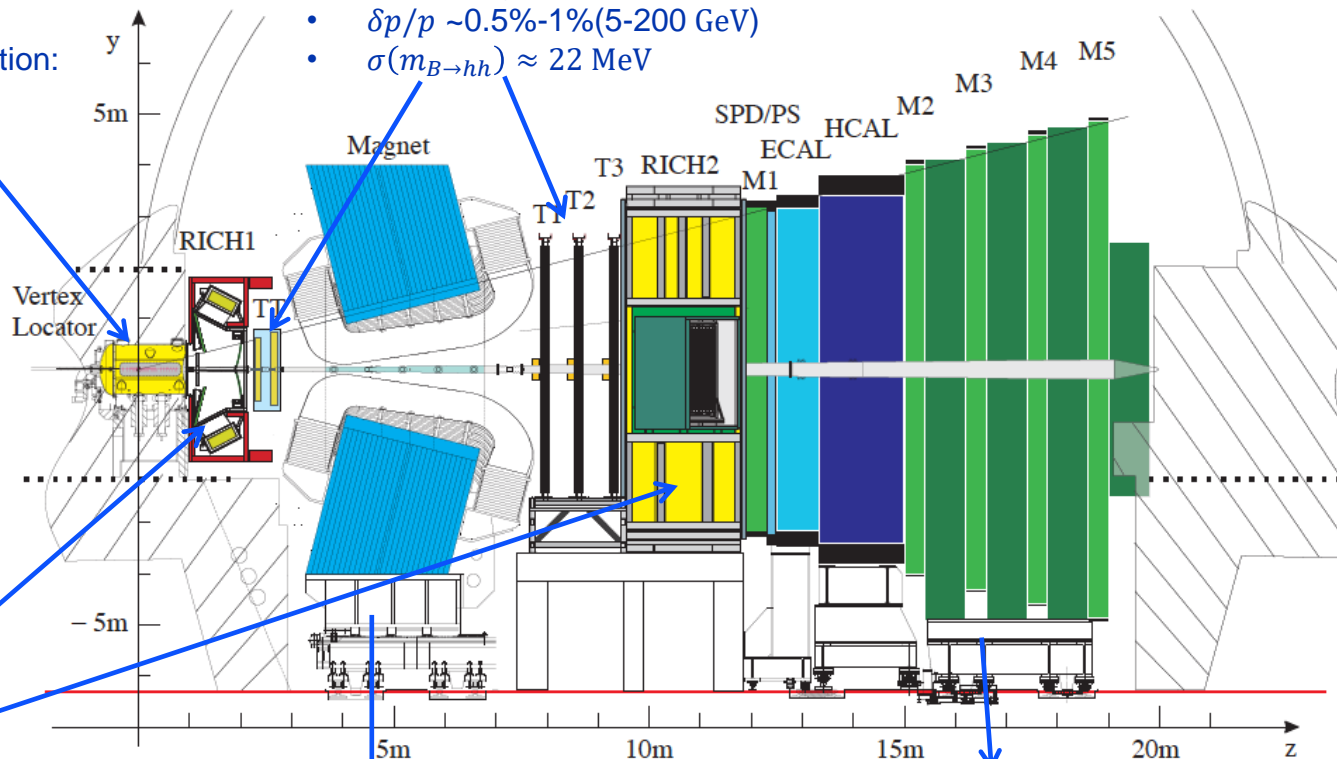 • δp/p ~0.5%-1%(5-200 GeV)
tion:
• σ(m_{B→hh}) ≈ 22 MeV
y
M5
M4
M3
M2
5m
SPD/PS
HCAL
ECAL
Magnet
T3 RICH2
M1
T2
T1
RICH1
Vertex
Locator
TT
− 5m
5m
10m
15m
20m
z